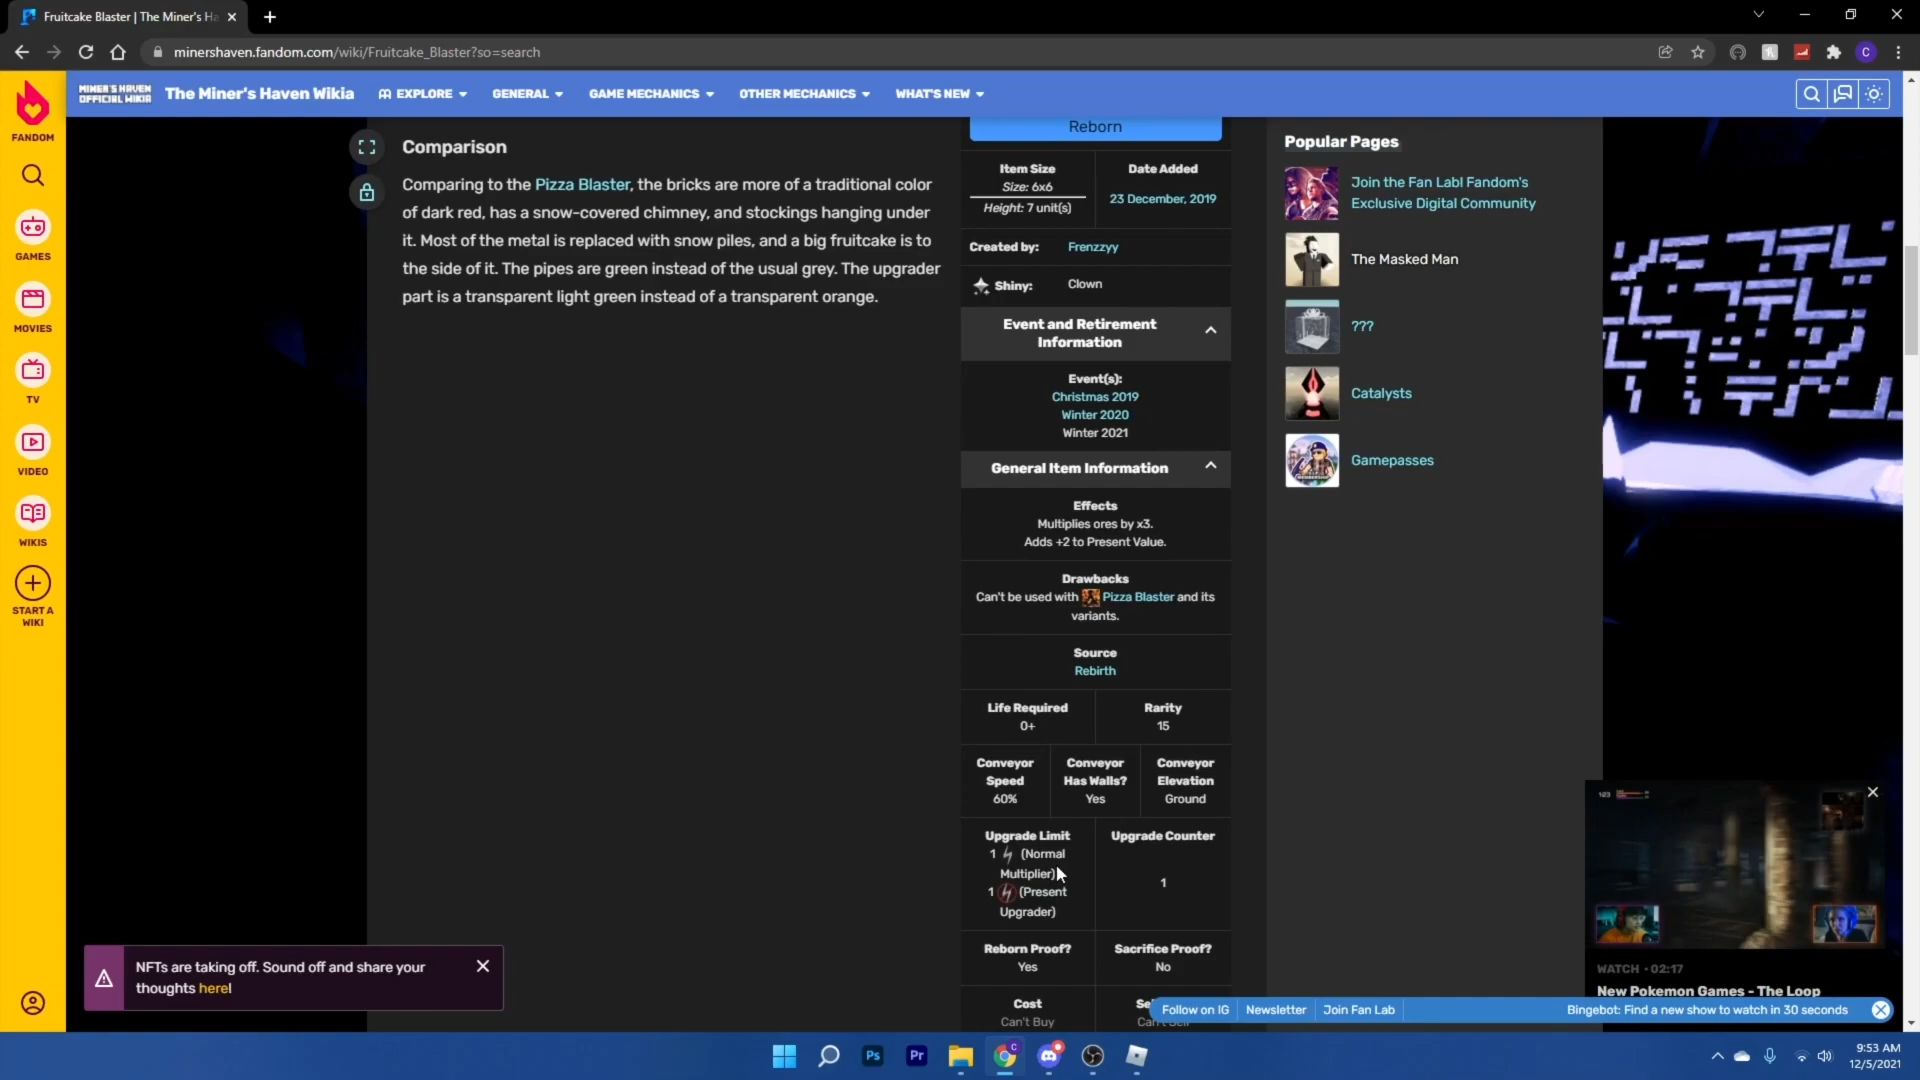 Fruitcake Blaster | The Miner's Ha
minershaven.fandom.com/wiki/Fruitcake_Blaster?so=search
C
FANDOM
GAMES
MOVIES
TV
VIDEO
WIKIS
START A
WIKI
MINER'S HAVEN
OFFICIAL WIKIA
The Miner's Haven Wikia
EXPLORE
GENERAL
GAME MECHANICS
OTHER MECHANICS
WHAT'S NEW
Comparison
Comparing to the Pizza Blaster, the bricks are more of a traditional color
of dark red, has a snow-covered chimney, and stockings hanging under
it. Most of the metal is replaced with snow piles, and a big fruitcake is to
the side of it. The pipes are green instead of the usual grey. The upgrader
part is a transparent light green instead of a transparent orange.
Reborn
Item Size
Size: 6x6
Height: 7 unit(s)
Date Added
23 December, 2019
Created by:
Frenzzyy
Shiny:
Clown
Event and Retirement
Information
Event(s):
Christmas 2019
Winter 2020
Winter 2021
General Item Information
Effects
Multiplies ores by x3.
Adds +2 to Present Value.
Drawbacks
Can't be used with Pizza Blaster and its
variants.
Source
Rebirth
Life Required
0+
Rarity
15
Conveyor
Speed
60%
Conveyor
Has Walls?
Yes
Conveyor
Elevation
Ground
Upgrade Limit
1 (Normal
Multiplier)
1 (Present
Upgrader)
Upgrade Counter
1
Reborn Proof?
Yes
Sacrifice Proof?
No
Cost
Can't Buy
Popular Pages
Join the Fan Lab! Fandom's
Exclusive Digital Community
The Masked Man
???
Catalysts
Gamepasses
NFTs are taking off. Sound off and share your
thoughts here!
WATCH • 02:17
New Pokemon Games - The Loop
Follow on IG
Newsletter
Join Fan Lab
Bingebot: Find a new show to watch in 30 seconds
Ps
Pr
C
9:53 AM
12/5/2021